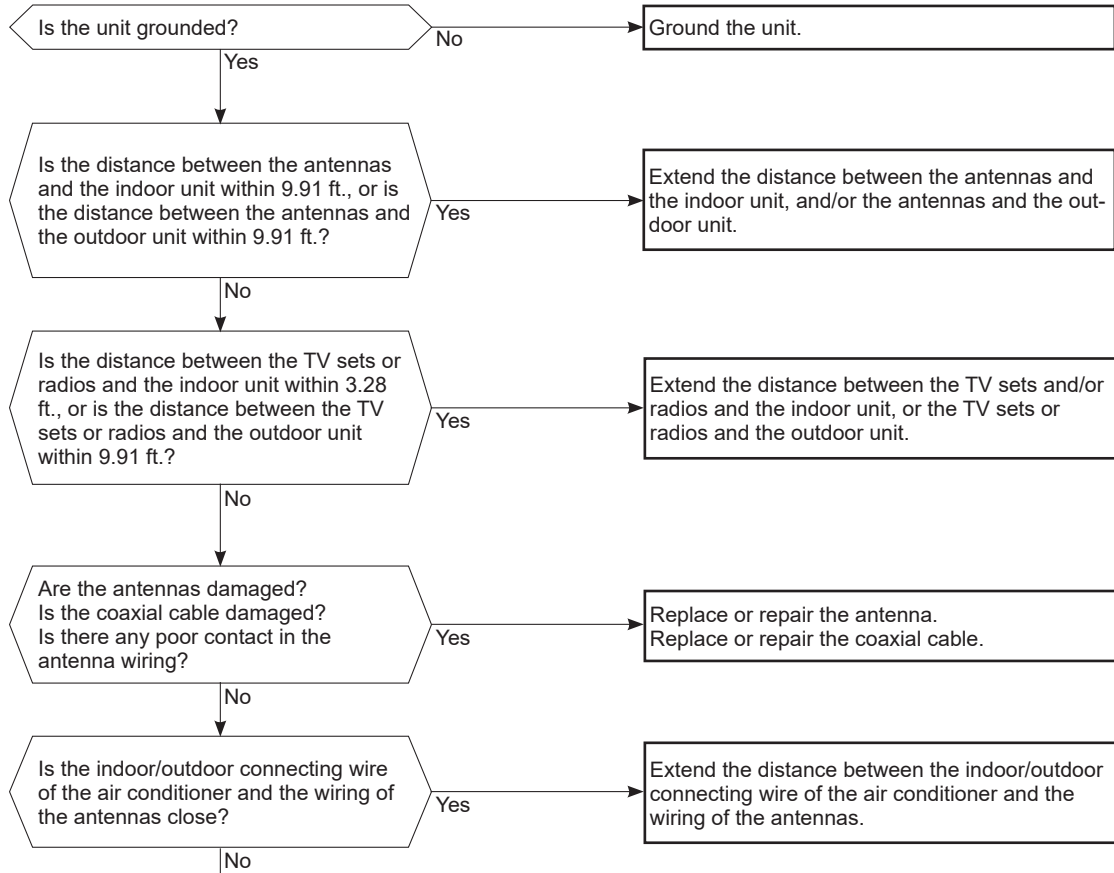 Is the unit grounded?
No
Ground the unit.
Yes
Is the distance between the antennas
and the indoor unit within 9.91 ft., or is
the distance between the antennas and
the outdoor unit within 9.91 ft.?
Yes
Extend the distance between the antennas and
the indoor unit, and/or the antennas and the out-
door unit.
No
Is the distance between the TV sets or
radios and the indoor unit within 3.28
ft., or is the distance between the TV
sets or radios and the outdoor unit
within 9.91 ft.?
Yes
Extend the distance between the TV sets and/or
radios and the indoor unit, or the TV sets or
radios and the outdoor unit.
No
Are the antennas damaged?
Is the coaxial cable damaged?
Is there any poor contact in the
antenna wiring?
Yes
Replace or repair the antenna.
Replace or repair the coaxial cable.
No
Is the indoor/outdoor connecting wire
of the air conditioner and the wiring of
the antennas close?
Yes
Extend the distance between the indoor/outdoor
connecting wire of the air conditioner and the
wiring of the antennas.
No